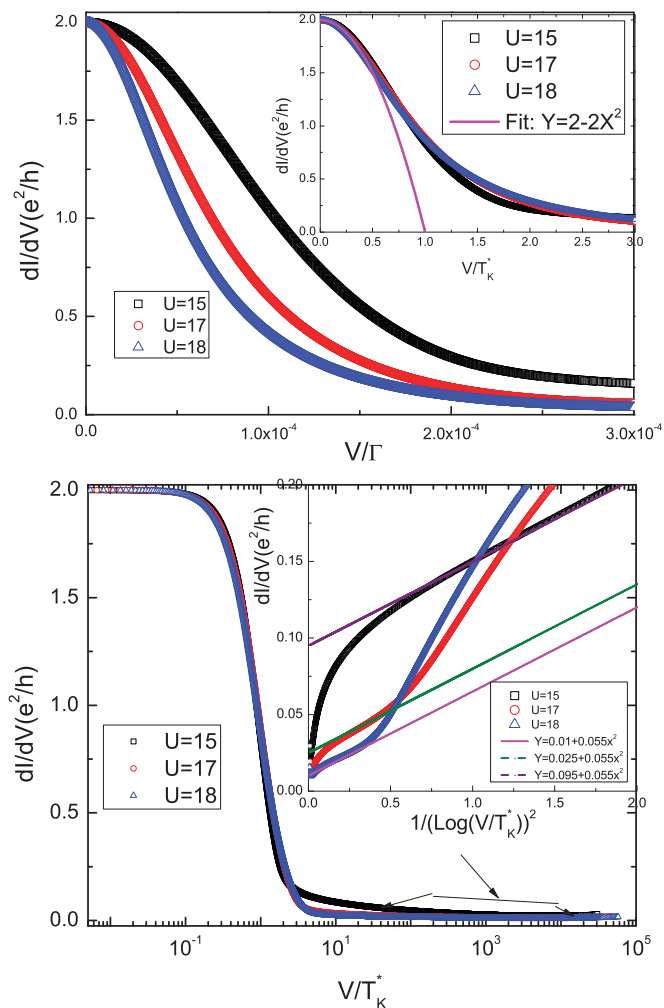 2.0
1.5
1.0
0.5
0.0
dI/dV(e²/h)
U=15
U=17
U=18
0.0
1.0x10⁻⁴
2.0x10⁻⁴
3.0x10⁻⁴
V/Γ
2.0
1.5
1.0
0.5
0.0
dI/dV(e²/h)
U=15
U=17
U=18
Fit: Y=2-2X²
0.0
0.5
1.0
1.5
2.0
2.5
3.0
V/T*K
2.0
1.5
1.0
0.5
0.0
dI/dV(e²/h)
U=15
U=17
U=18
10⁻¹
10¹
10³
10⁵
V/T*K
0.20
0.15
0.10
0.05
0.00
dI/dV(e²/h)
U=15
U=17
U=18
Y=0.01+0.055x²
Y=0.025+0.055x²
Y=0.095+0.055x²
0.0
0.5
1.0
1.5
2.0
1/(Log(V/T*K))²